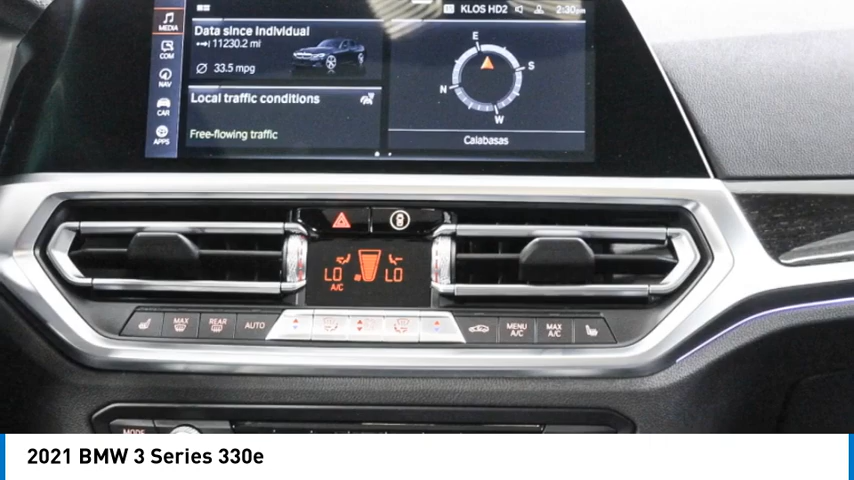 KLOS HD2 2:30pm
MEDIA
COM
NAV
CAR
APPS
Data since individual
11230.2 mi
33.5 mpg
Local traffic conditions
Free-flowing traffic
E
S
N
W
Calabasas
LO LO
A/C
MAX REAR AUTO MENU A/C MAX A/C
MODE
2021 BMW 3 Series 330e